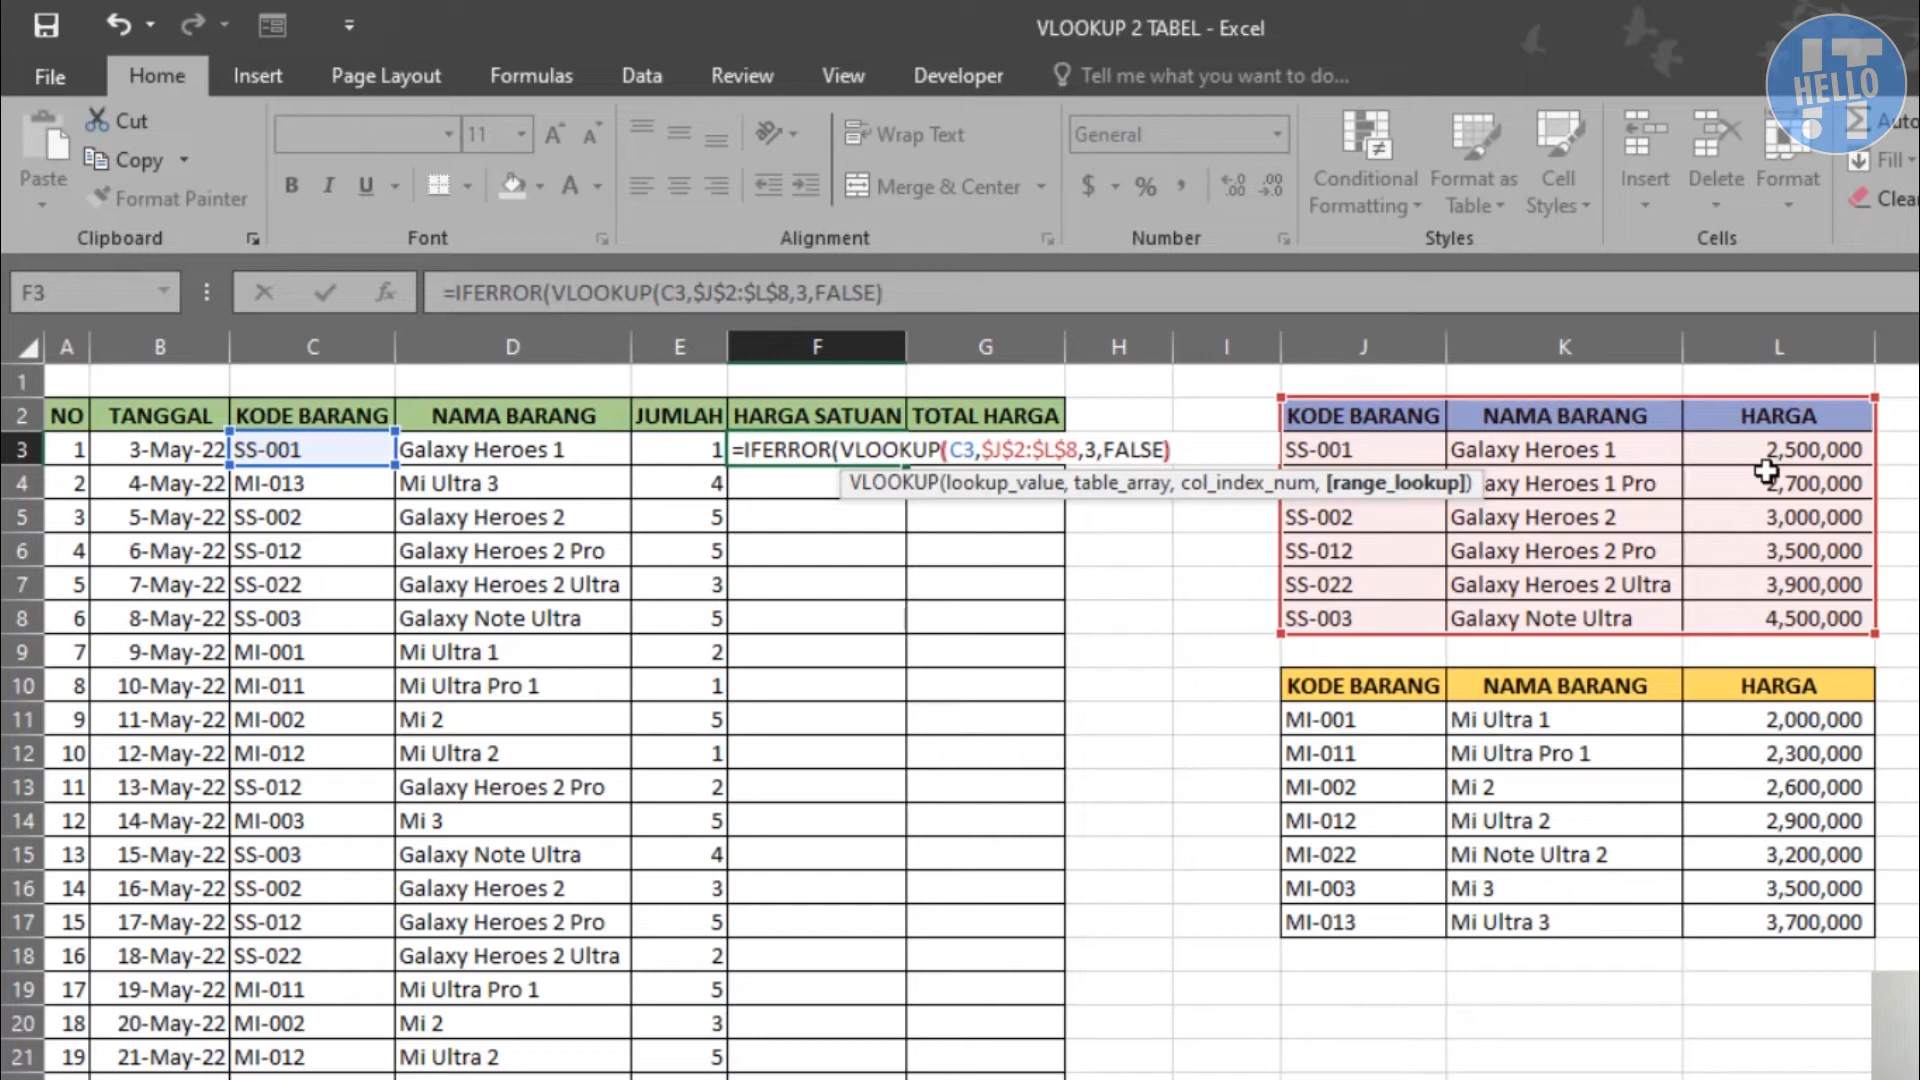 VLOOKUP 2 TABEL - Excel
!T HELLO
File Home Insert Page Layout Formulas Data Review View Developer Tell me what you want to do...
Cut
Copy
Format Painter
Paste
Clipboard
11 A A
B I U A
Font
Wrap Text
Merge & Center
Alignment
General
$ % ,
Number
Conditional Formatting
Format as Table
Cell Styles
Styles
Insert Delete Format
Cells
Auto
Fill
Clea
F3 fx =IFERROR(VLOOKUP(C3,$J$2:$L$8,3,FALSE)
A B C D E F G H I J K L
1
2 NO TANGGAL KODE BARANG NAMA BARANG JUMLAH HARGA SATUAN TOTAL HARGA KODE BARANG NAMA BARANG HARGA
3 1 3-May-22 SS-001 Galaxy Heroes 1 1 =IFERROR(VLOOKUP(C3,$J$2:$L$8,3,FALSE) SS-001 Galaxy Heroes 1 2,500,000
4 2 4-May-22 MI-013 Mi Ultra 3 4 VLOOKUP(lookup_value, table_array, col_index_num, [range_lookup]) axy Heroes 1 Pro 2,700,000
5 3 5-May-22 SS-002 Galaxy Heroes 2 5 SS-002 Galaxy Heroes 2 3,000,000
6 4 6-May-22 SS-012 Galaxy Heroes 2 Pro 5 SS-012 Galaxy Heroes 2 Pro 3,500,000
7 5 7-May-22 SS-022 Galaxy Heroes 2 Ultra 3 SS-022 Galaxy Heroes 2 Ultra 3,900,000
8 6 8-May-22 SS-003 Galaxy Note Ultra 5 SS-003 Galaxy Note Ultra 4,500,000
9 7 9-May-22 MI-001 Mi Ultra 1 2
10 8 10-May-22 MI-011 Mi Ultra Pro 1 1 KODE BARANG NAMA BARANG HARGA
11 9 11-May-22 MI-002 Mi 2 5 MI-001 Mi Ultra 1 2,000,000
12 10 12-May-22 MI-012 Mi Ultra 2 1 MI-011 Mi Ultra Pro 1 2,300,000
13 11 13-May-22 SS-012 Galaxy Heroes 2 Pro 2 MI-002 Mi 2 2,600,000
14 12 14-May-22 MI-003 Mi 3 5 MI-012 Mi Ultra 2 2,900,000
15 13 15-May-22 SS-003 Galaxy Note Ultra 4 MI-022 Mi Note Ultra 2 3,200,000
16 14 16-May-22 SS-002 Galaxy Heroes 2 3 MI-003 Mi 3 3,500,000
17 15 17-May-22 SS-012 Galaxy Heroes 2 Pro 5 MI-013 Mi Ultra 3 3,700,000
18 16 18-May-22 SS-022 Galaxy Heroes 2 Ultra 2
19 17 19-May-22 MI-011 Mi Ultra Pro 1 5
20 18 20-May-22 MI-002 Mi 2 3
21 19 21-May-22 MI-012 Mi Ultra 2 5